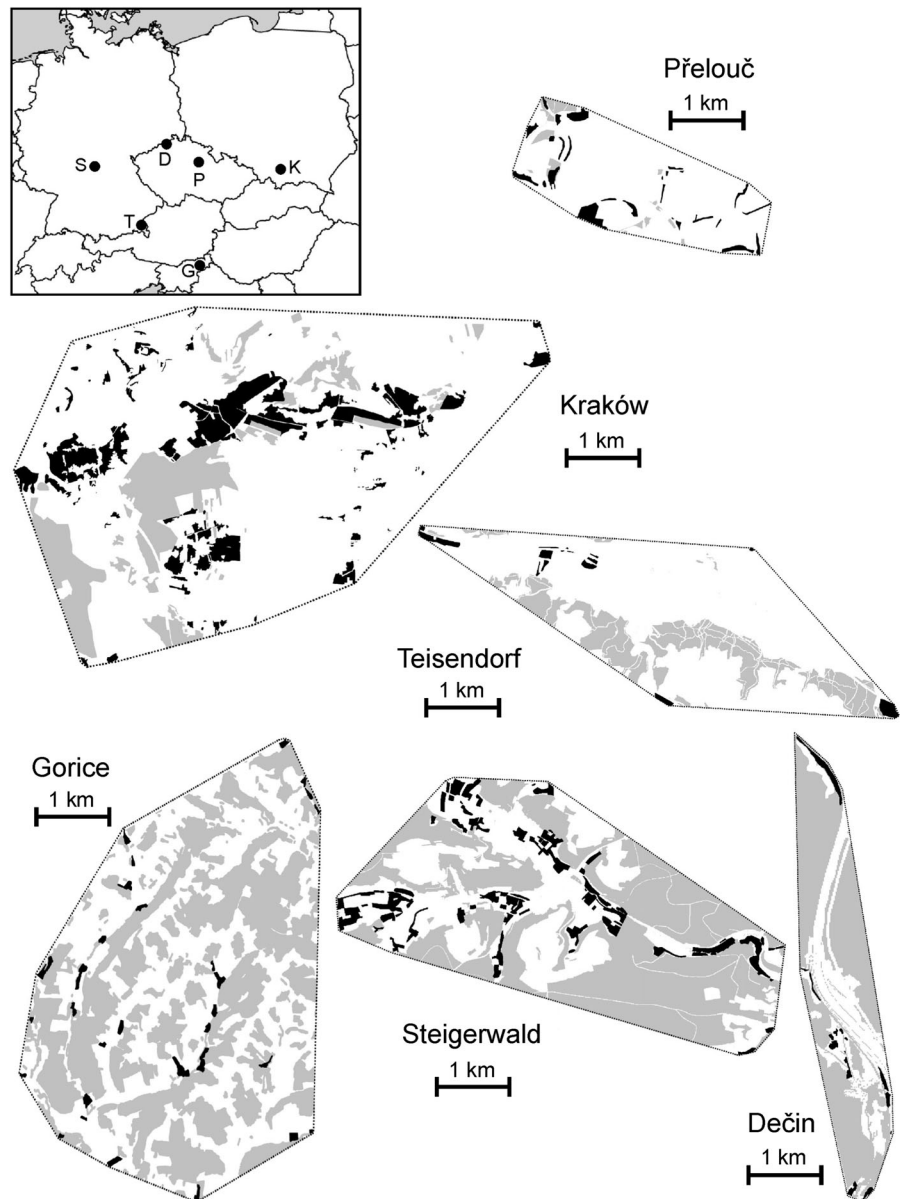 S
D
P
K
T
G
Přelouč
1 km
Kraków
1 km
Teisendorf
1 km
Gorice
1 km
Steigerwald
1 km
Dečin
1 km